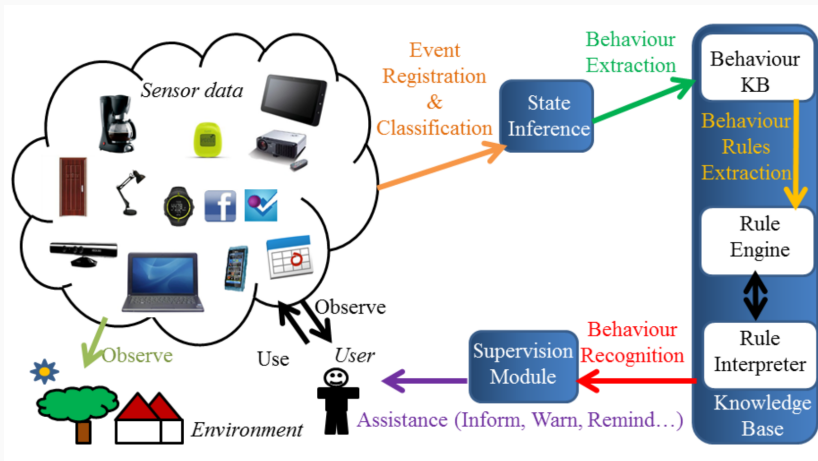 Sensor data
Event
Registration
&
Classification
State
Inference
Behaviour
Extraction
Behaviour
KB
Behaviour
Rules
Extraction
Rule
Engine
Rule
Interpreter
Knowledge
Base
Behaviour
Recognition
Supervision
Module
Assistance (Inform, Warn, Remind…)
Observe
Use
User
Observe
Environment